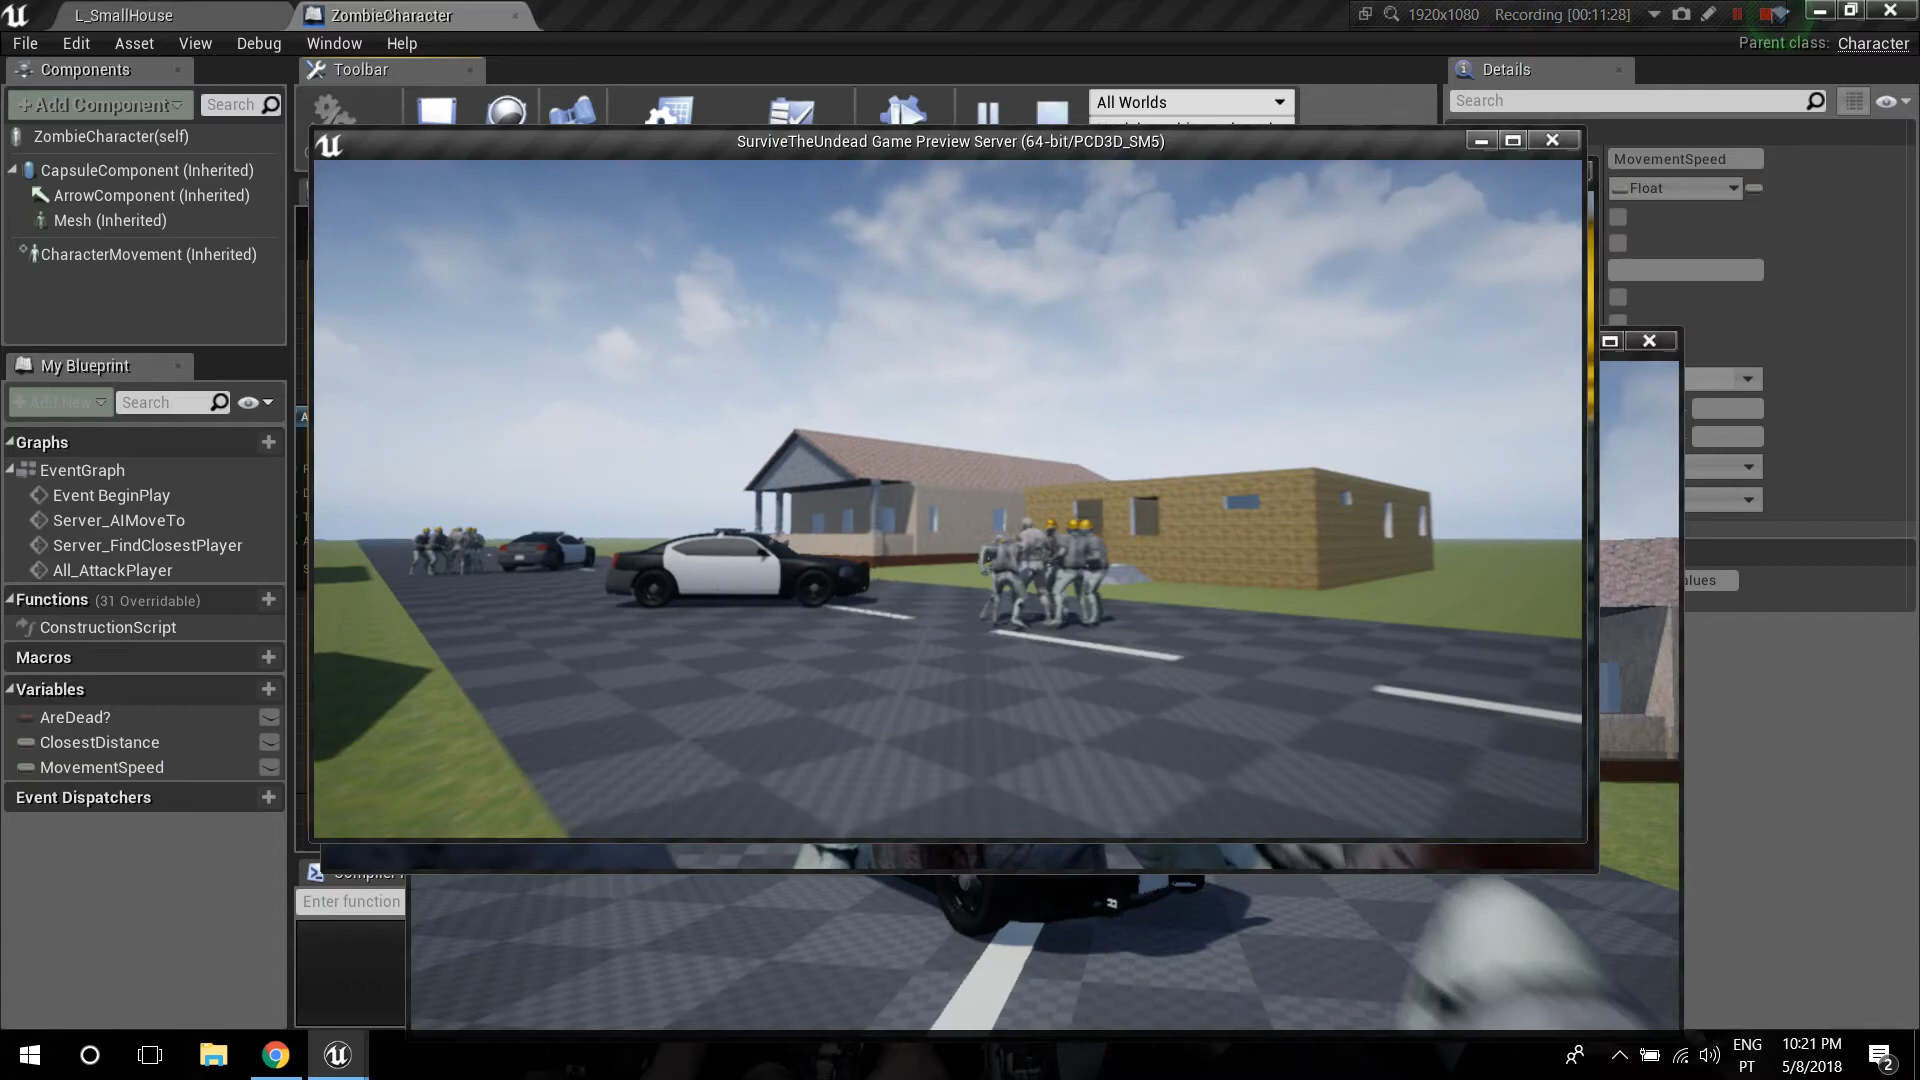 L_SmallHouse
ZombieCharacter
1920x1080
Recording [00:11:28]
File Edit Asset View Debug Window Help
Parent class: Character
Components
Toolbar
Details
+Add Component
Search
All Worlds
Search
ZombieCharacter(self)
SurviveTheUndead Game Preview Server (64-bit/PCD3D_SM5)
MovementSpeed
CapsuleComponent (Inherited)
Float
ArrowComponent (Inherited)
Mesh (Inherited)
CharacterMovement (Inherited)
My Blueprint
+Add New
Search
Graphs
EventGraph
Event BeginPlay
Server_AIMoveTo
Server_FindClosestPlayer
All_AttackPlayer
alues
Functions (31 Overridable)
ConstructionScript
Macros
Variables
AreDead?
ClosestDistance
MovementSpeed
Event Dispatchers
Enter function
ENG
PT
10:21 PM
5/8/2018
2